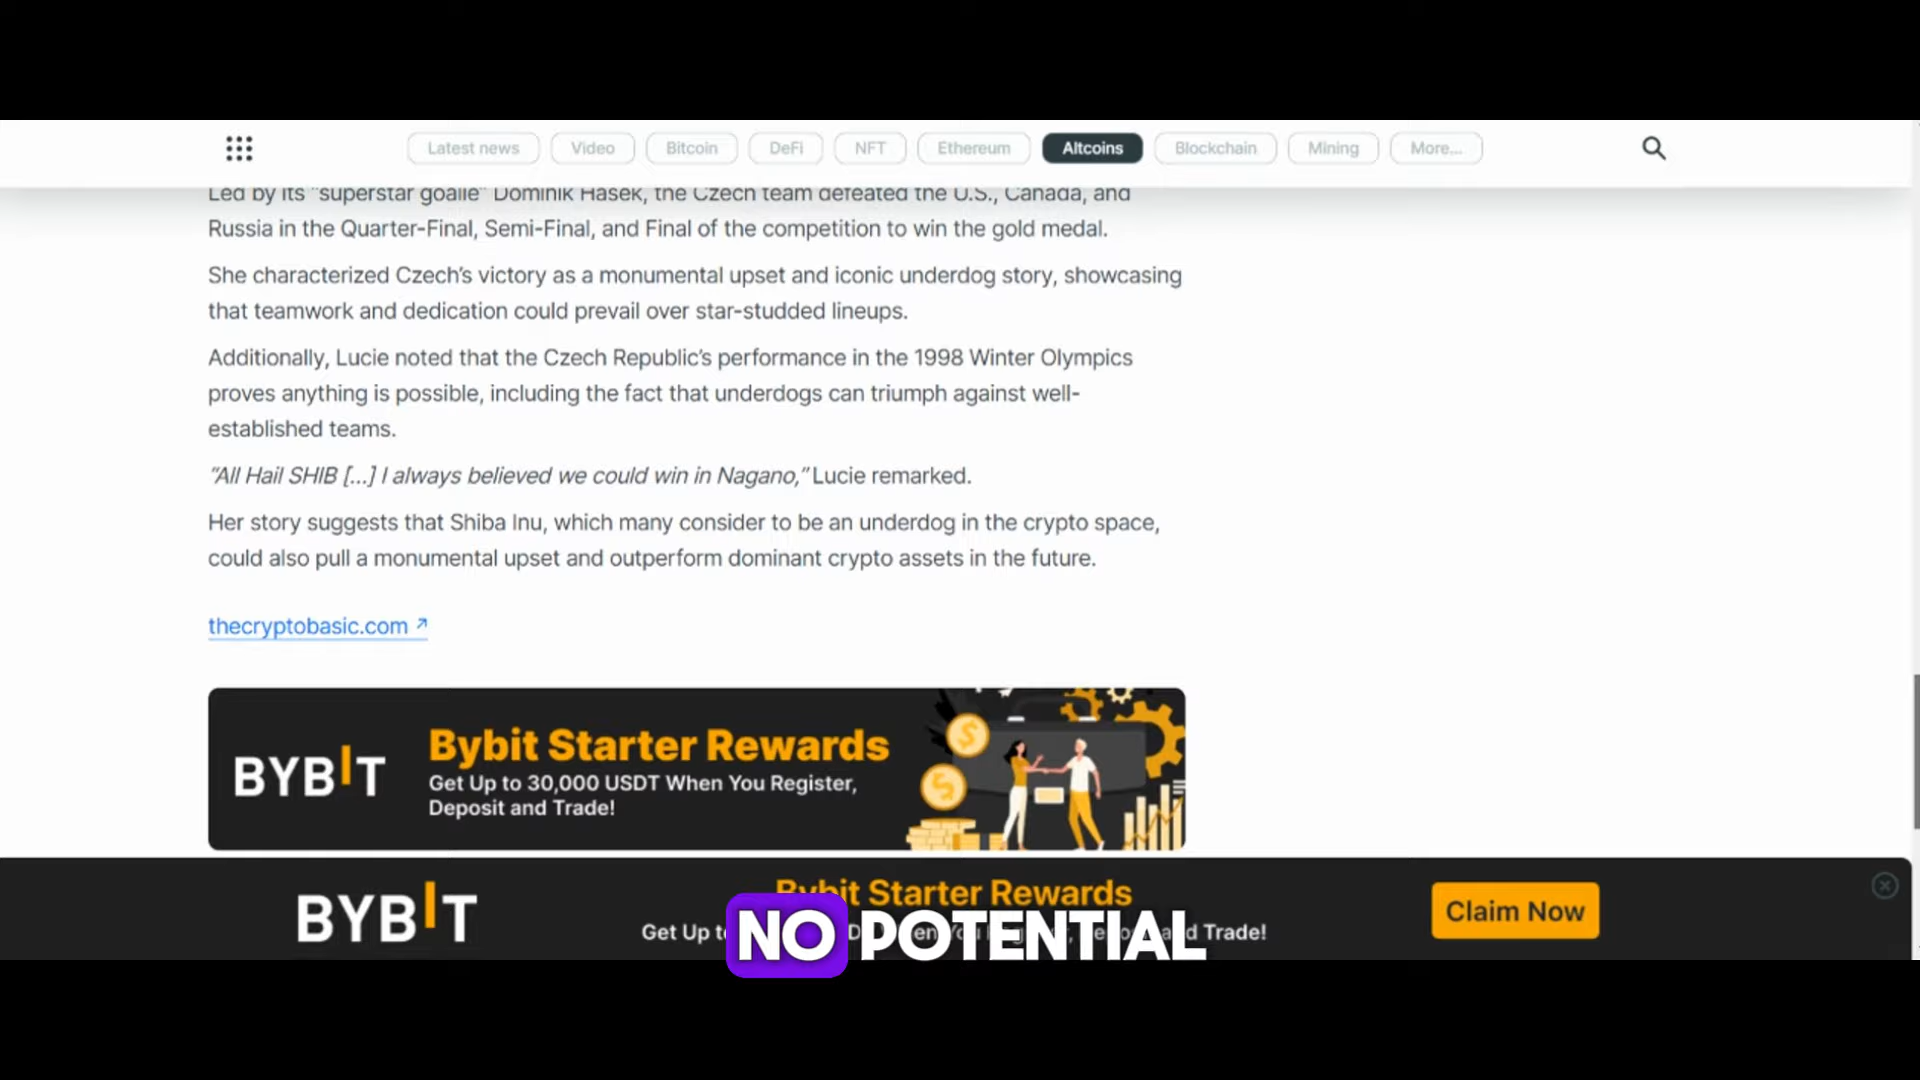 Latest news Video Bitcoin DeFi NFT Ethereum Altcoins Blockchain Mining More...
Led by its "superstar goalie" Dominik Hasek, the Czech team defeated the U.S., Canada, and
Russia in the Quarter-Final, Semi-Final, and Final of the competition to win the gold medal.
She characterized Czech's victory as a monumental upset and iconic underdog story, showcasing
that teamwork and dedication could prevail over star-studded lineups.
Additionally, Lucie noted that the Czech Republic's performance in the 1998 Winter Olympics
proves anything is possible, including the fact that underdogs can triumph against well-
established teams.
“All Hail SHIB [...] I always believed we could win in Nagano,” Lucie remarked.
Her story suggests that Shiba Inu, which many consider to be an underdog in the crypto space,
could also pull a monumental upset and outperform dominant crypto assets in the future.
thecryptobasic.com ↗
BYBIT
Bybit Starter Rewards
Get Up to 30,000 USDT When You Register,
Deposit and Trade!
BYBIT
Bybit Starter Rewards
Get Up Trade!
Claim Now
NO POTENTIAL